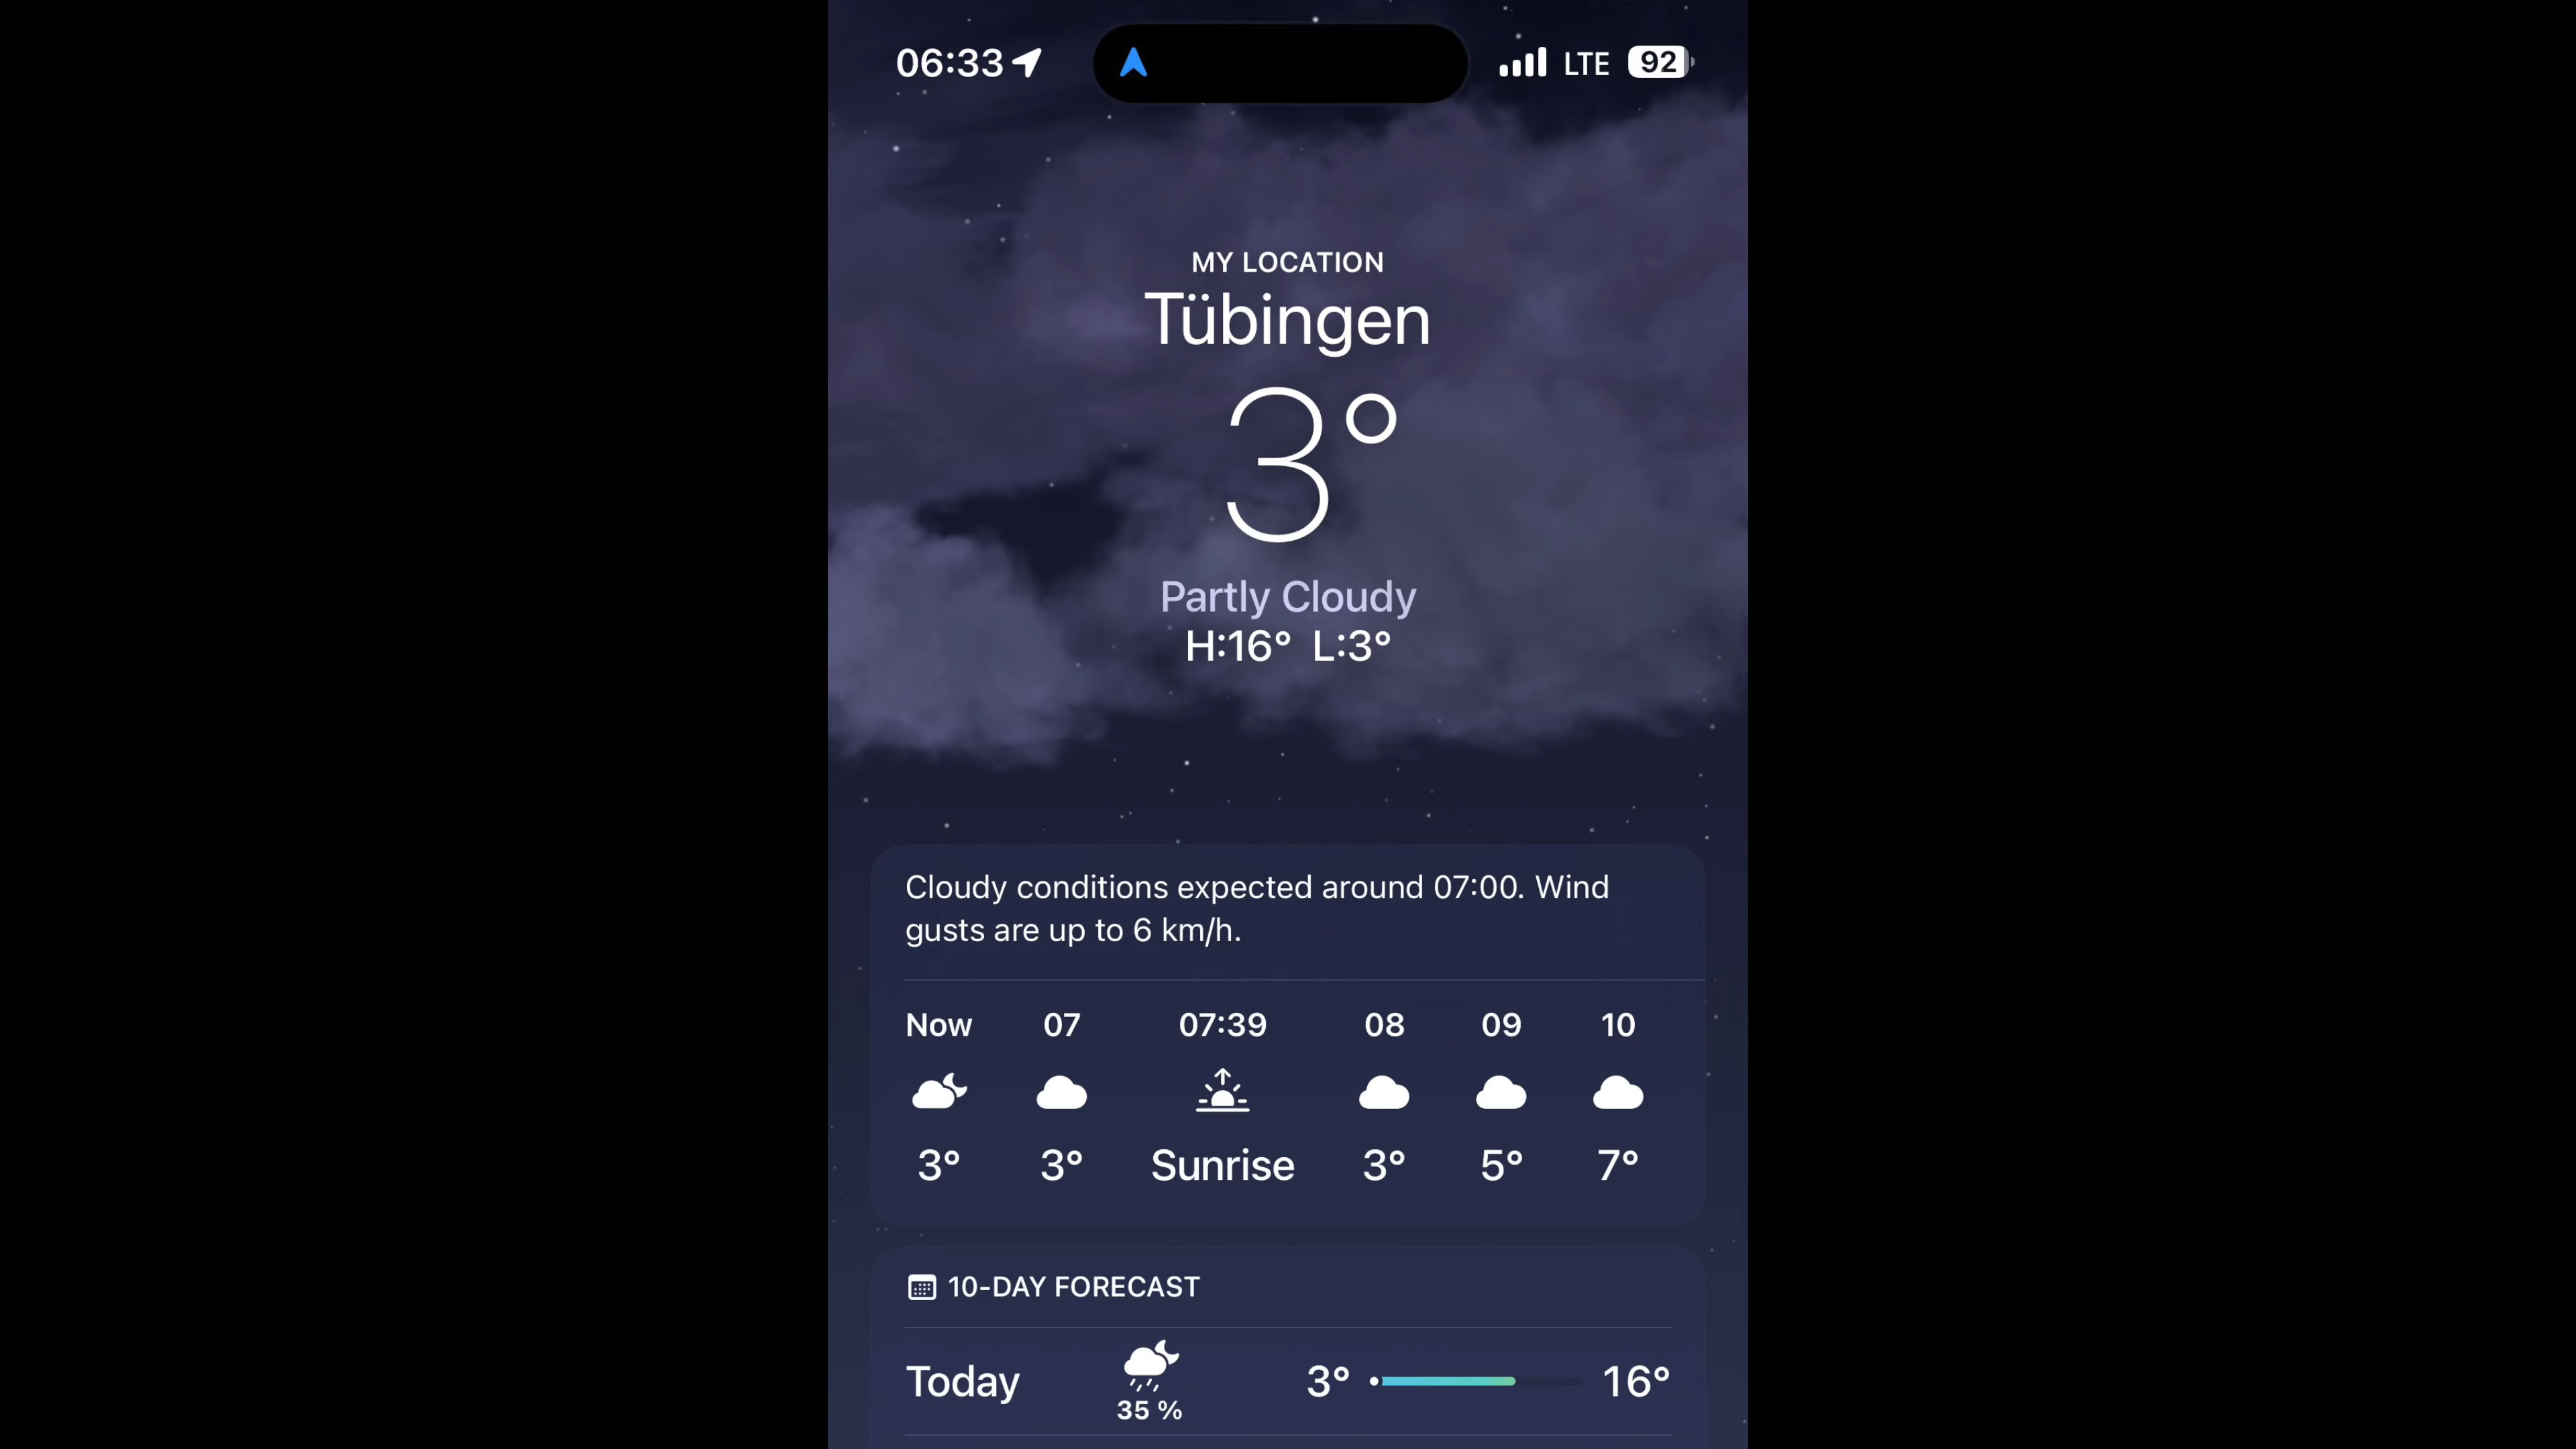 06:33
LTE 92
MY LOCATION
Tübingen
3°
Partly Cloudy
H:16° L:3°
Cloudy conditions expected around 07:00. Wind
gusts are up to 6 km/h.
Now 07 07:39 08 09 10
3° 3° Sunrise 3° 5° 7°
10-DAY FORECAST
Today 35 % 3° 16°